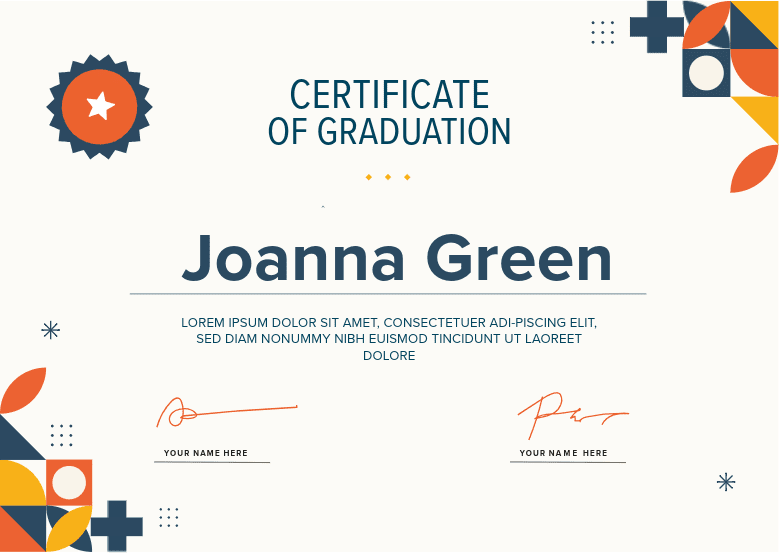 CERTIFICATE
OF GRADUATION
Joanna Green
LOREM IPSUM DOLOR SIT AMET, CONSECTETUER ADI-PISCING ELIT,
SED DIAM NONUMMY NIBH EUISMOD TINCIDUNT UT LAOREET
DOLORE
YOUR NAME HERE
YOUR NAME HERE